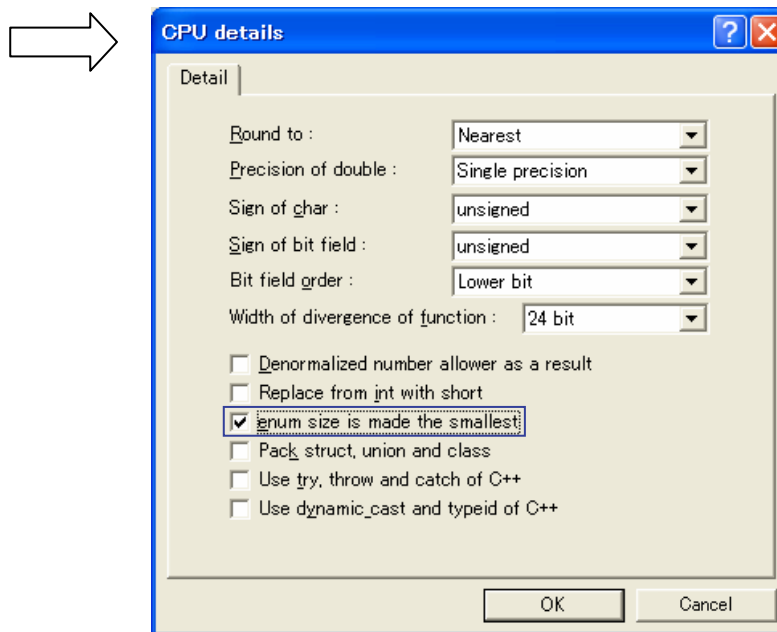 CPU details
Detail
Round to : Nearest
Precision of double : Single precision
Sign of char : unsigned
Sign of bit field : unsigned
Bit field order : Lower bit
Width of divergence of function : 24 bit
Denormalized number allower as a result
Replace from int with short
enum size is made the smallest
Pack struct, union and class
Use try, throw and catch of C++
Use dynamic_cast and typeid of C++
OK Cancel